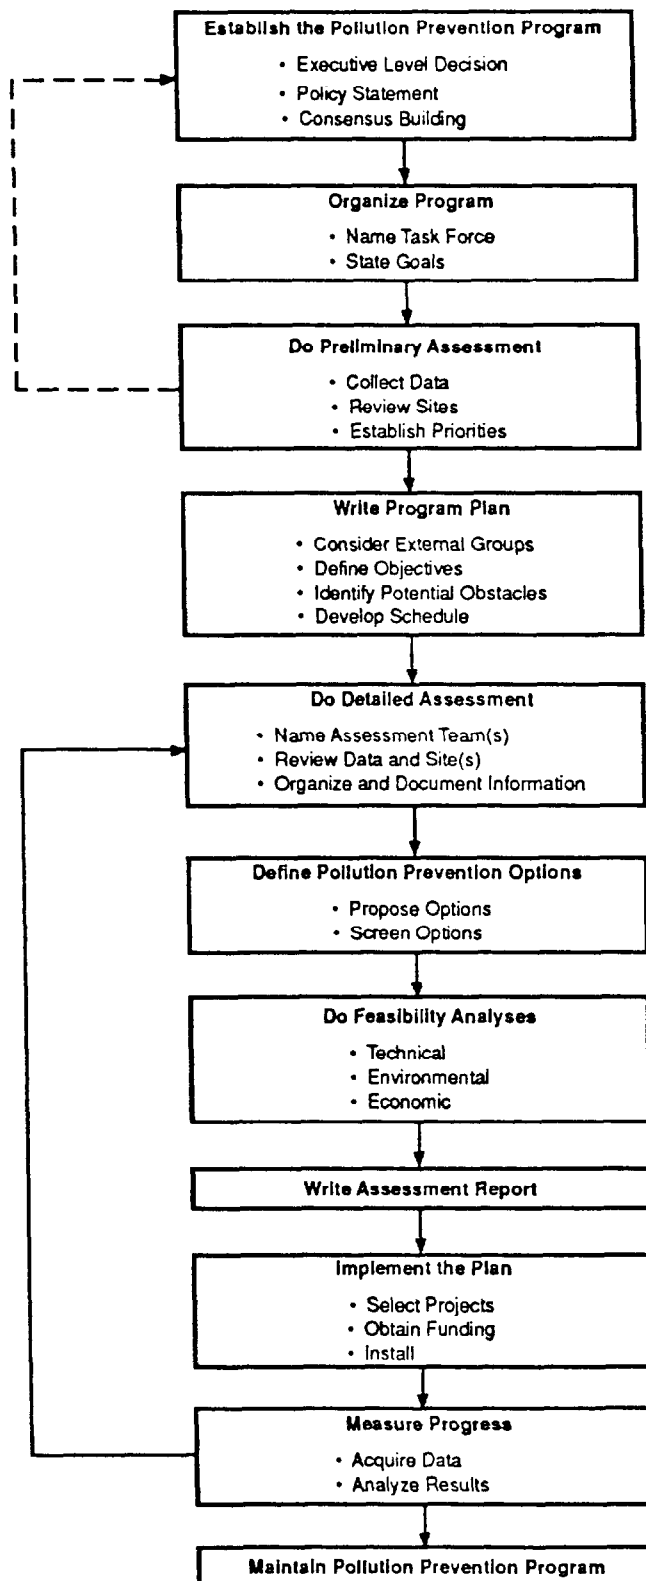 Establish the Pollution Prevention Program
• Executive Level Decision
• Policy Statement
• Consensus Building
Organize Program
• Name Task Force
• State Goals
Do Preliminary Assessment
• Collect Data
• Review Sites
• Establish Priorities
Write Program Plan
• Consider External Groups
• Define Objectives
• Identify Potential Obstacles
• Develop Schedule
Do Detailed Assessment
• Name Assessment Team(s)
• Review Data and Site(s)
• Organize and Document Information
Define Pollution Prevention Options
• Propose Options
• Screen Options
Do Feasibility Analyses
• Technical
• Environmental
• Economic
Write Assessment Report
Implement the Plan
• Select Projects
• Obtain Funding
• Install
Measure Progress
• Acquire Data
• Analyze Results
Maintain Pollution Prevention Program